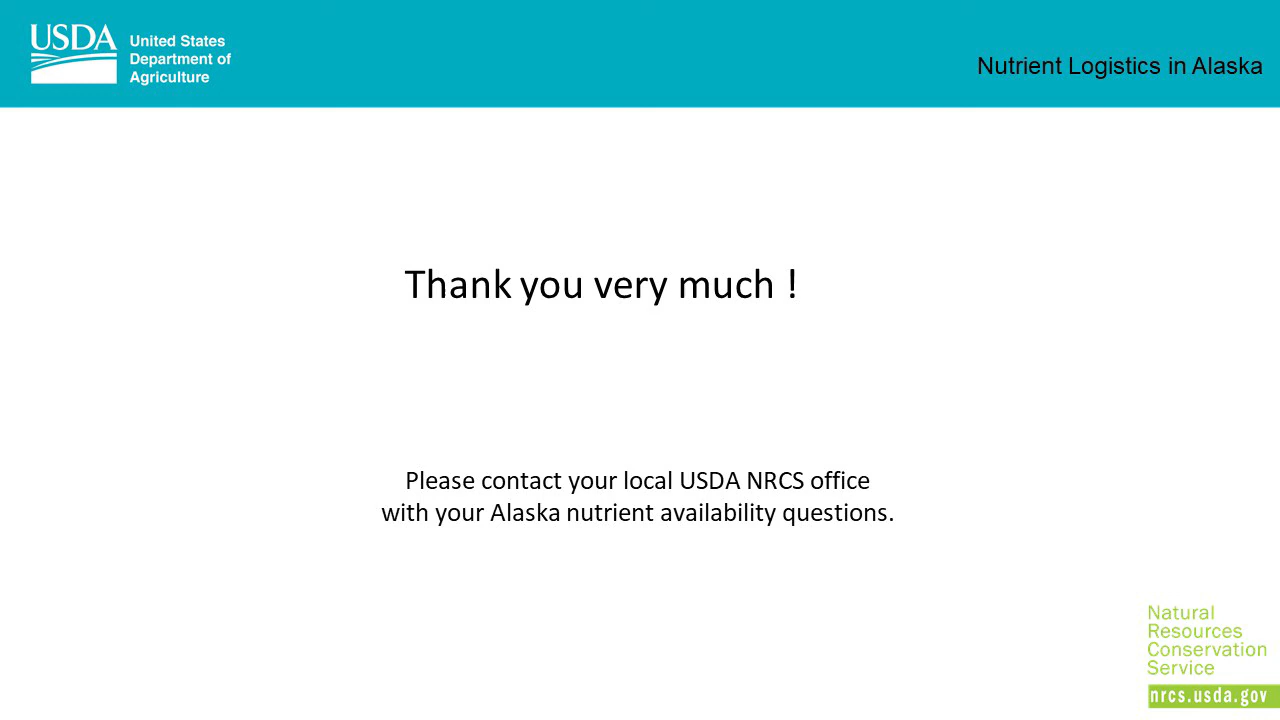 USDA
United States
Department of
Agriculture
Nutrient Logistics in Alaska
Thank you very much !
Please contact your local USDA NRCS office
with your Alaska nutrient availability questions.
Natural
Resources
Conservation
Service
nrcs.usda.gov